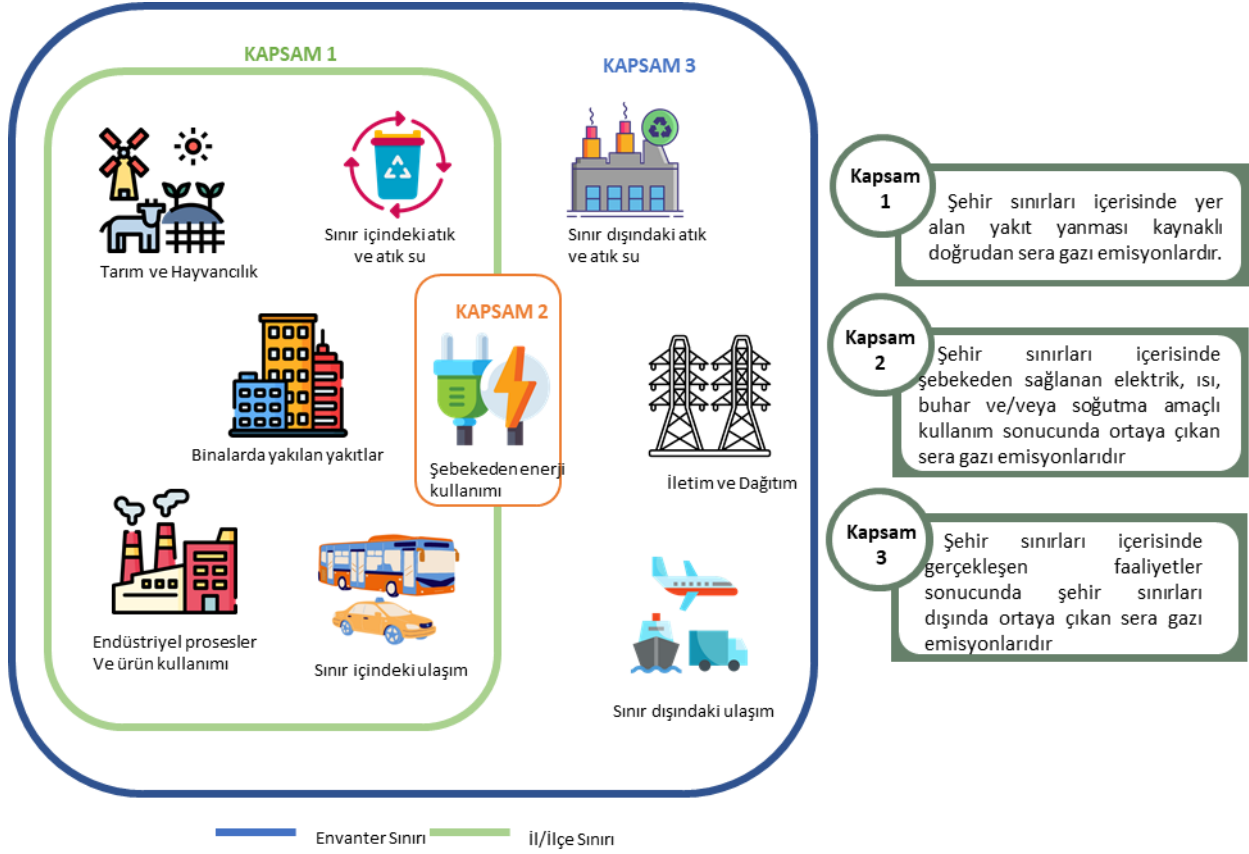 KAPSAM 1
KAPSAM 3
Tarım ve Hayvancılık
Sınır içindeki atık
ve atık su
Sınır dışındaki atık
ve atık su
KAPSAM 2
Binalarda yakılan yakıtlar
Şebekeden enerji
kullanımı
İletim ve Dağıtım
Endüstriyel prosesler
Ve ürün kullanımı
Sınır içindeki ulaşım
Sınır dışındaki ulaşım
Envanter Sınırı
İl/İlçe Sınırı
Kapsam
1
Şehir sınırları içerisinde yer
alan yakıt yanması kaynaklı
doğrudan sera gazı emisyonlardır.
Kapsam
2
Şehir sınırları içerisinde
şebekeden sağlanan elektrik, ısı,
buhar ve/veya soğutma amaçlı
kullanım sonucunda ortaya çıkan
sera gazı emisyonlarıdır
Kapsam
3
Şehir sınırları içerisinde
gerçekleşen faaliyetler
sonucunda şehir sınırları
dışında ortaya çıkan sera gazı
emisyonlarıdır